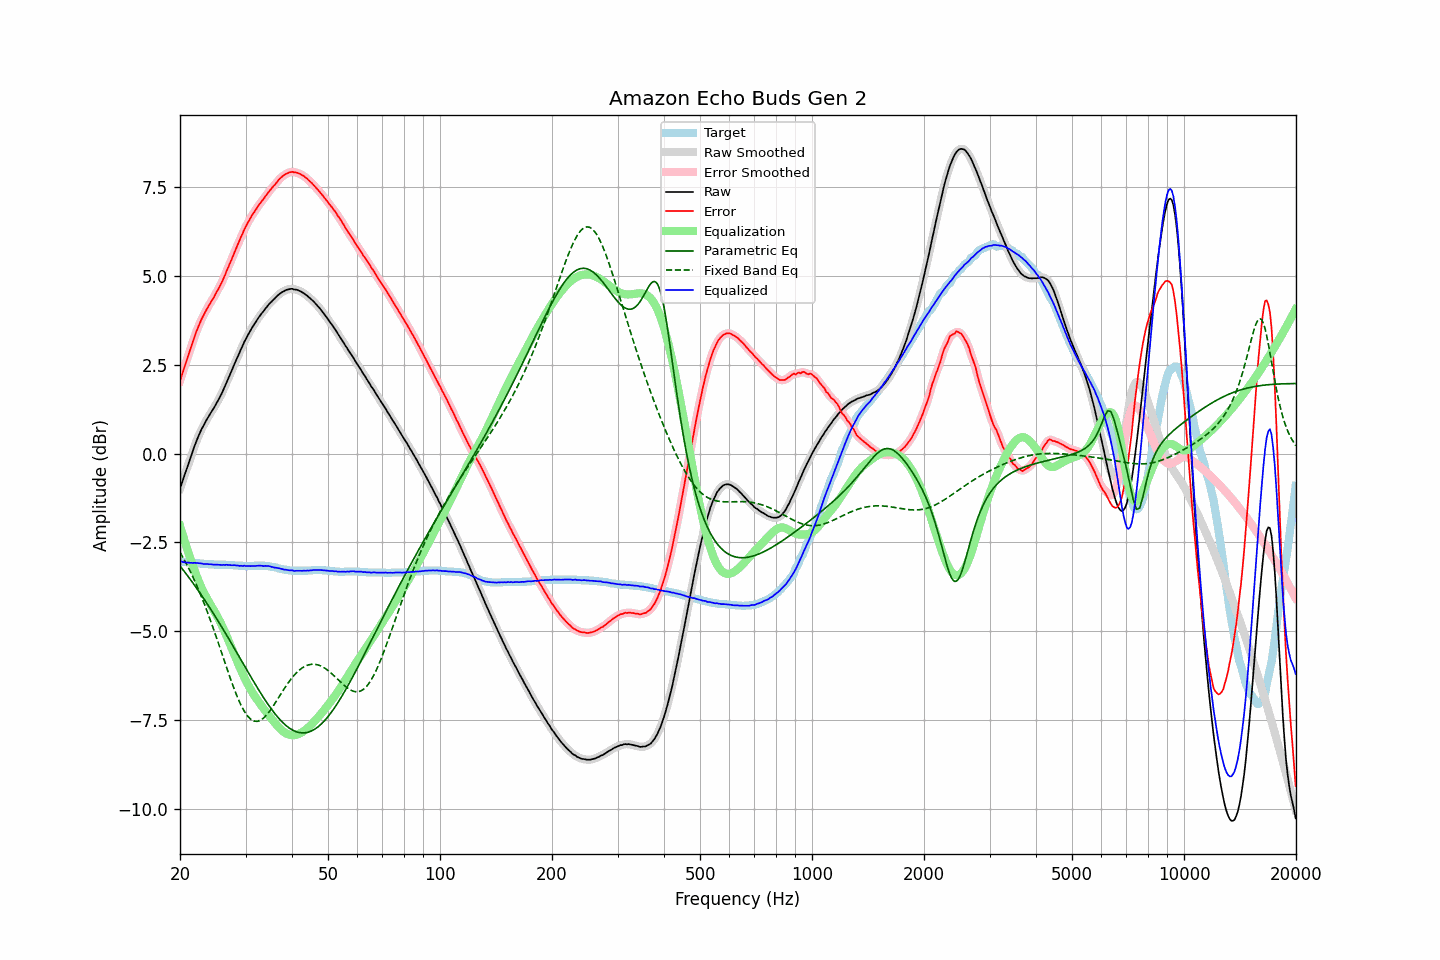 Amazon Echo Buds Gen 2
Target
Raw Smoothed
Error Smoothed
Raw
Error
Equalization
Parametric Eq
Fixed Band Eq
Equalized
Amplitude (dBr)
7.5
5.0
2.5
0.0
−2.5
−5.0
−7.5
−10.0
20 50 100 200 500 1000 2000 5000 10000 20000
Frequency (Hz)